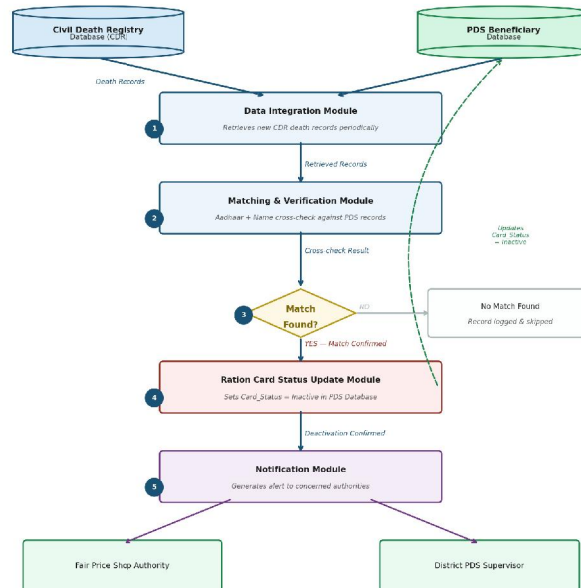 Civil Death Registry
Database (CDR)
PDS Beneficiary
Database
Death Records
Data Integration Module
Retrieves new CDR death records periodically
1
Retrieved Records
Matching & Verification Module
Aadhaar + Name cross-check against PDS records
2
Updates
Card_Status
= Inactive
Cross-check Result
Match
Found?
3
NO
No Match Found
Record logged & skipped
YES — Match Confirmed
Ration Card Status Update Module
Sets Card_Status = Inactive in PDS Database
4
Deactivation Confirmed
Notification Module
Generates alert to concerned authorities
5
Fair Price Shop Authority
District PDS Supervisor